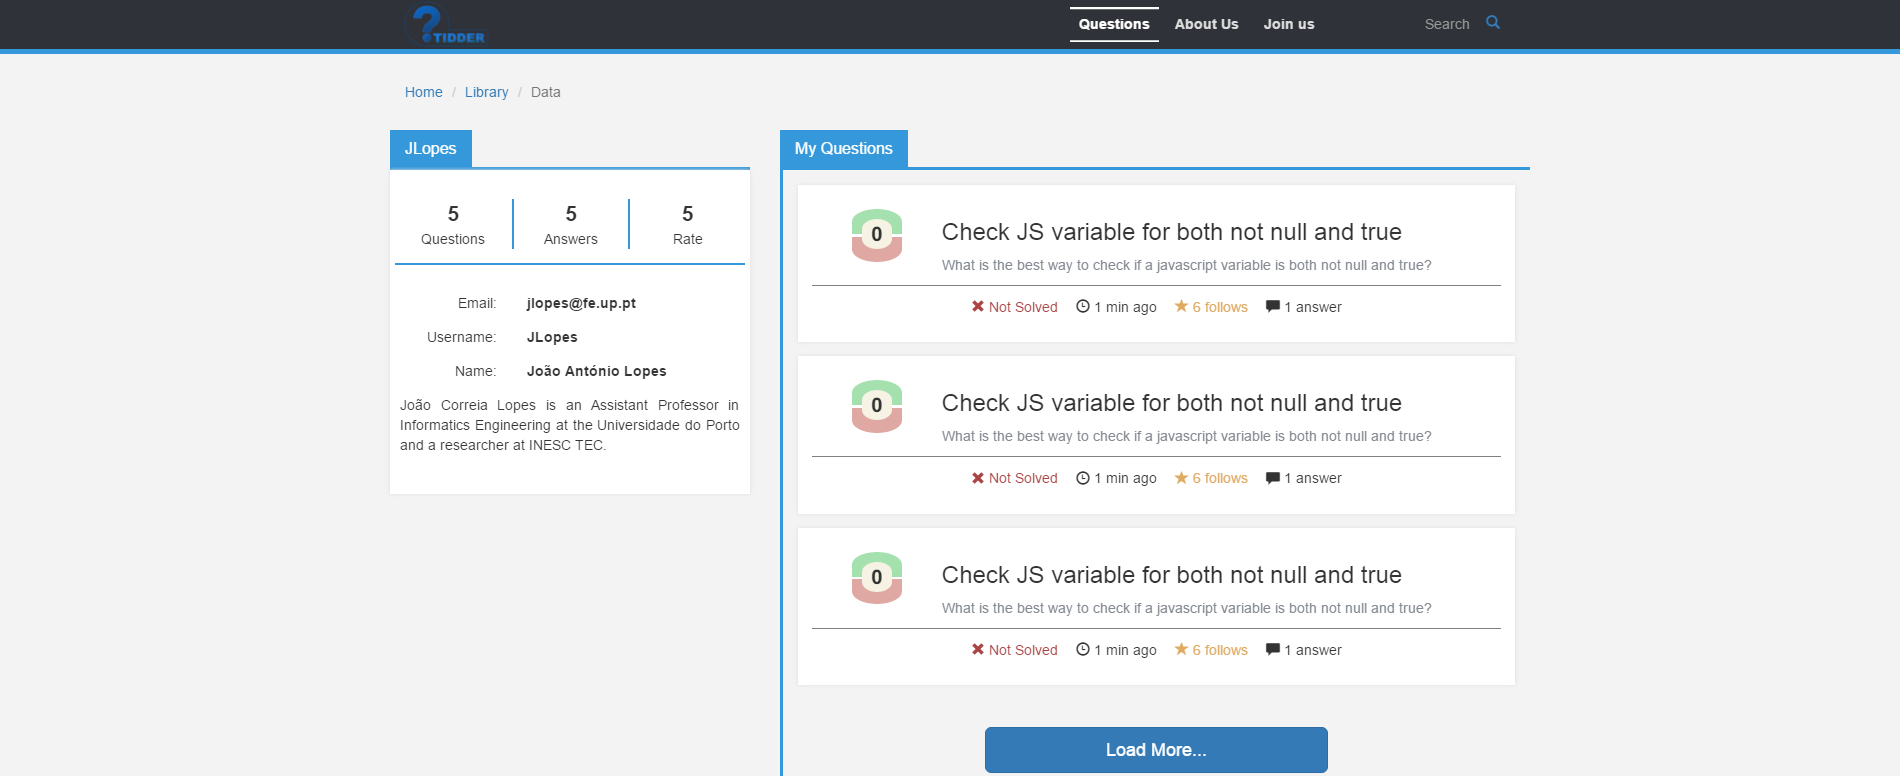 ?TIDDER
Questions About Us Join us Search
Home / Library / Data
JLopes
5 5 5
Questions Answers Rate
Email: jlopes@fe.up.pt
Username: JLopes
Name: João António Lopes
João Correia Lopes is an Assistant Professor in
Informatics Engineering at the Universidade do Porto
and a researcher at INESC TEC.
My Questions
0
Check JS variable for both not null and true
What is the best way to check if a javascript variable is both not null and true?
Not Solved 1 min ago 6 follows 1 answer
0
Check JS variable for both not null and true
What is the best way to check if a javascript variable is both not null and true?
Not Solved 1 min ago 6 follows 1 answer
0
Check JS variable for both not null and true
What is the best way to check if a javascript variable is both not null and true?
Not Solved 1 min ago 6 follows 1 answer
Load More...